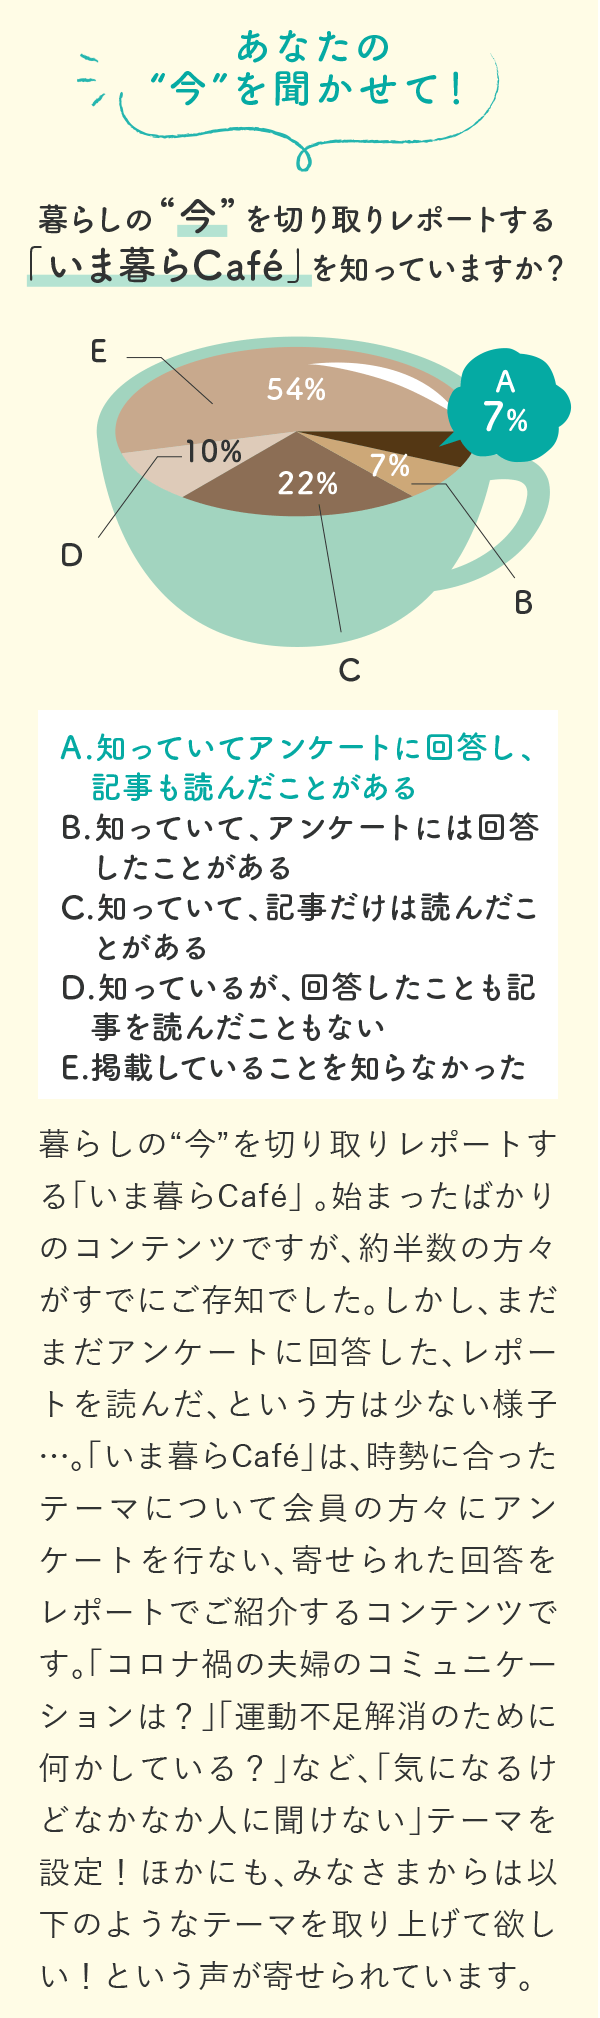 あなたの
“今”を聞かせて！
暮らしの“今”を切り取りレポートする
「いま暮らCafé」を知っていますか？
E
54%
A
7%
10%
7%
22%
D
B
C
A.知っていてアンケートに回答し、
記事も読んだことがある
B.知っていて、アンケートには回答
したことがある
C.知っていて、記事だけは読んだこ
とがある
D.知っているが、回答したことも記
事を読んだこともない
E.掲載していることを知らなかった
暮らしの“今”を切り取りレポートす
る「いま暮らCafé」。始まったばかり
のコンテンツですが、約半数の方々
がすでにご存知でした。しかし、まだ
まだアンケートに回答した、レポー
トを読んだ、という方は少ない様子
…。「いま暮らCafé」は、時勢に合った
テーマについて会員の方々にアン
ケートを行ない、寄せられた回答を
レポートでご紹介するコンテンツで
す。「コロナ禍の夫婦のコミュニケー
ションは？」「運動不足解消のために
何かしている？」など、「気になるけ
どなかなか人に聞けない」テーマを
設定！ほかにも、みなさまからは以
下のようなテーマを取り上げて欲し
い！という声が寄せられています。